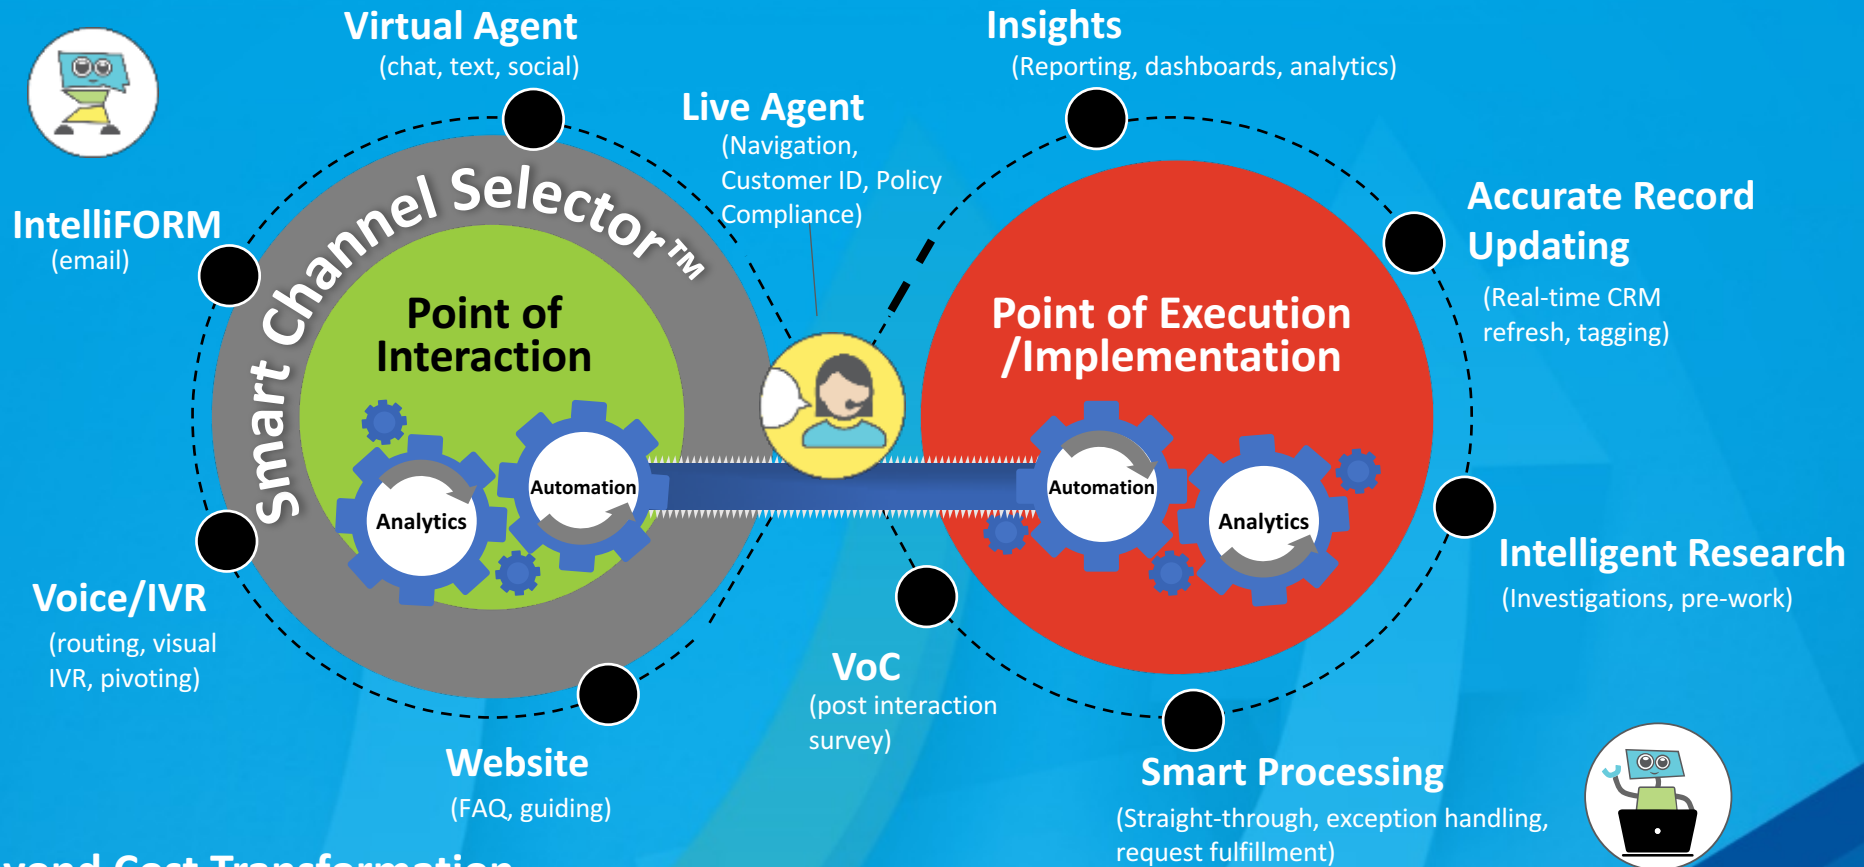 Virtual Agent
(chat, text, social)
Insights
(Reporting, dashboards, analytics)
Live Agent
(Navigation,
Customer ID, Policy
Compliance)
IntelliFORM
(email)
Smart Channel Selector™
Accurate Record
Updating
(Real-time CRM
refresh, tagging)
Point of
Interaction
Point of Execution
/Implementation
Analytics
Automation
Automation
Analytics
Voice/IVR
(routing, visual
IVR, pivoting)
Intelligent Research
(Investigations, pre-work)
VoC
(post interaction
survey)
Website
(FAQ, guiding)
Smart Processing
(Straight-through, exception handling,
request fulfillment)
Cost Transformation